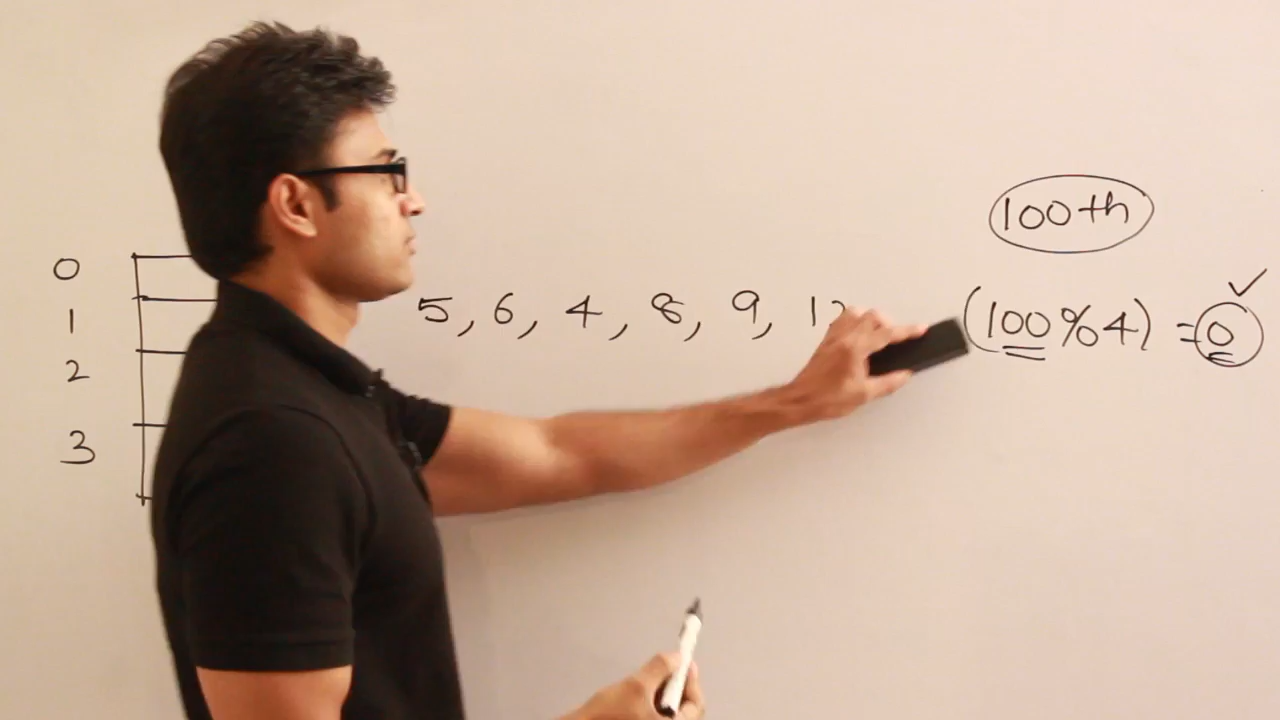 100th
0
1
2
3
5, 6, 4, 8, 9,
(100%4) = 0 ✓